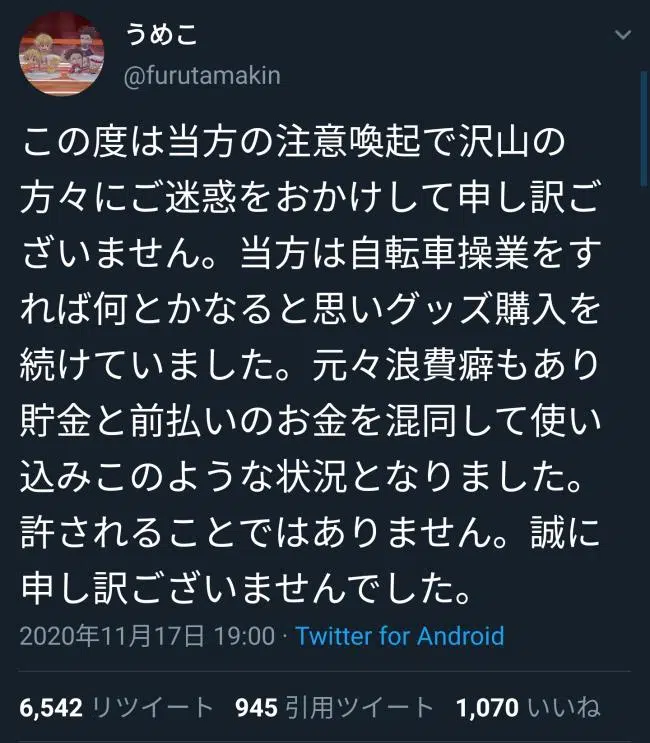 うめこ
@furutamakin
この度は当方の注意喚起で沢山の
方々にご迷惑をおかけして申し訳ご
ざいません。当方は自転車操業をす
れば何とかなると思いグッズ購入を
続けていました。元々浪費癖もあり
貯金と前払いのお金を混同して使い
込みこのような状況となりました。
許されることではありません。誠に
申し訳ございませんでした。
2020年11月17日 19:00 · Twitter for Android
6,542 リツイート 945 引用ツイート 1,070 いいね